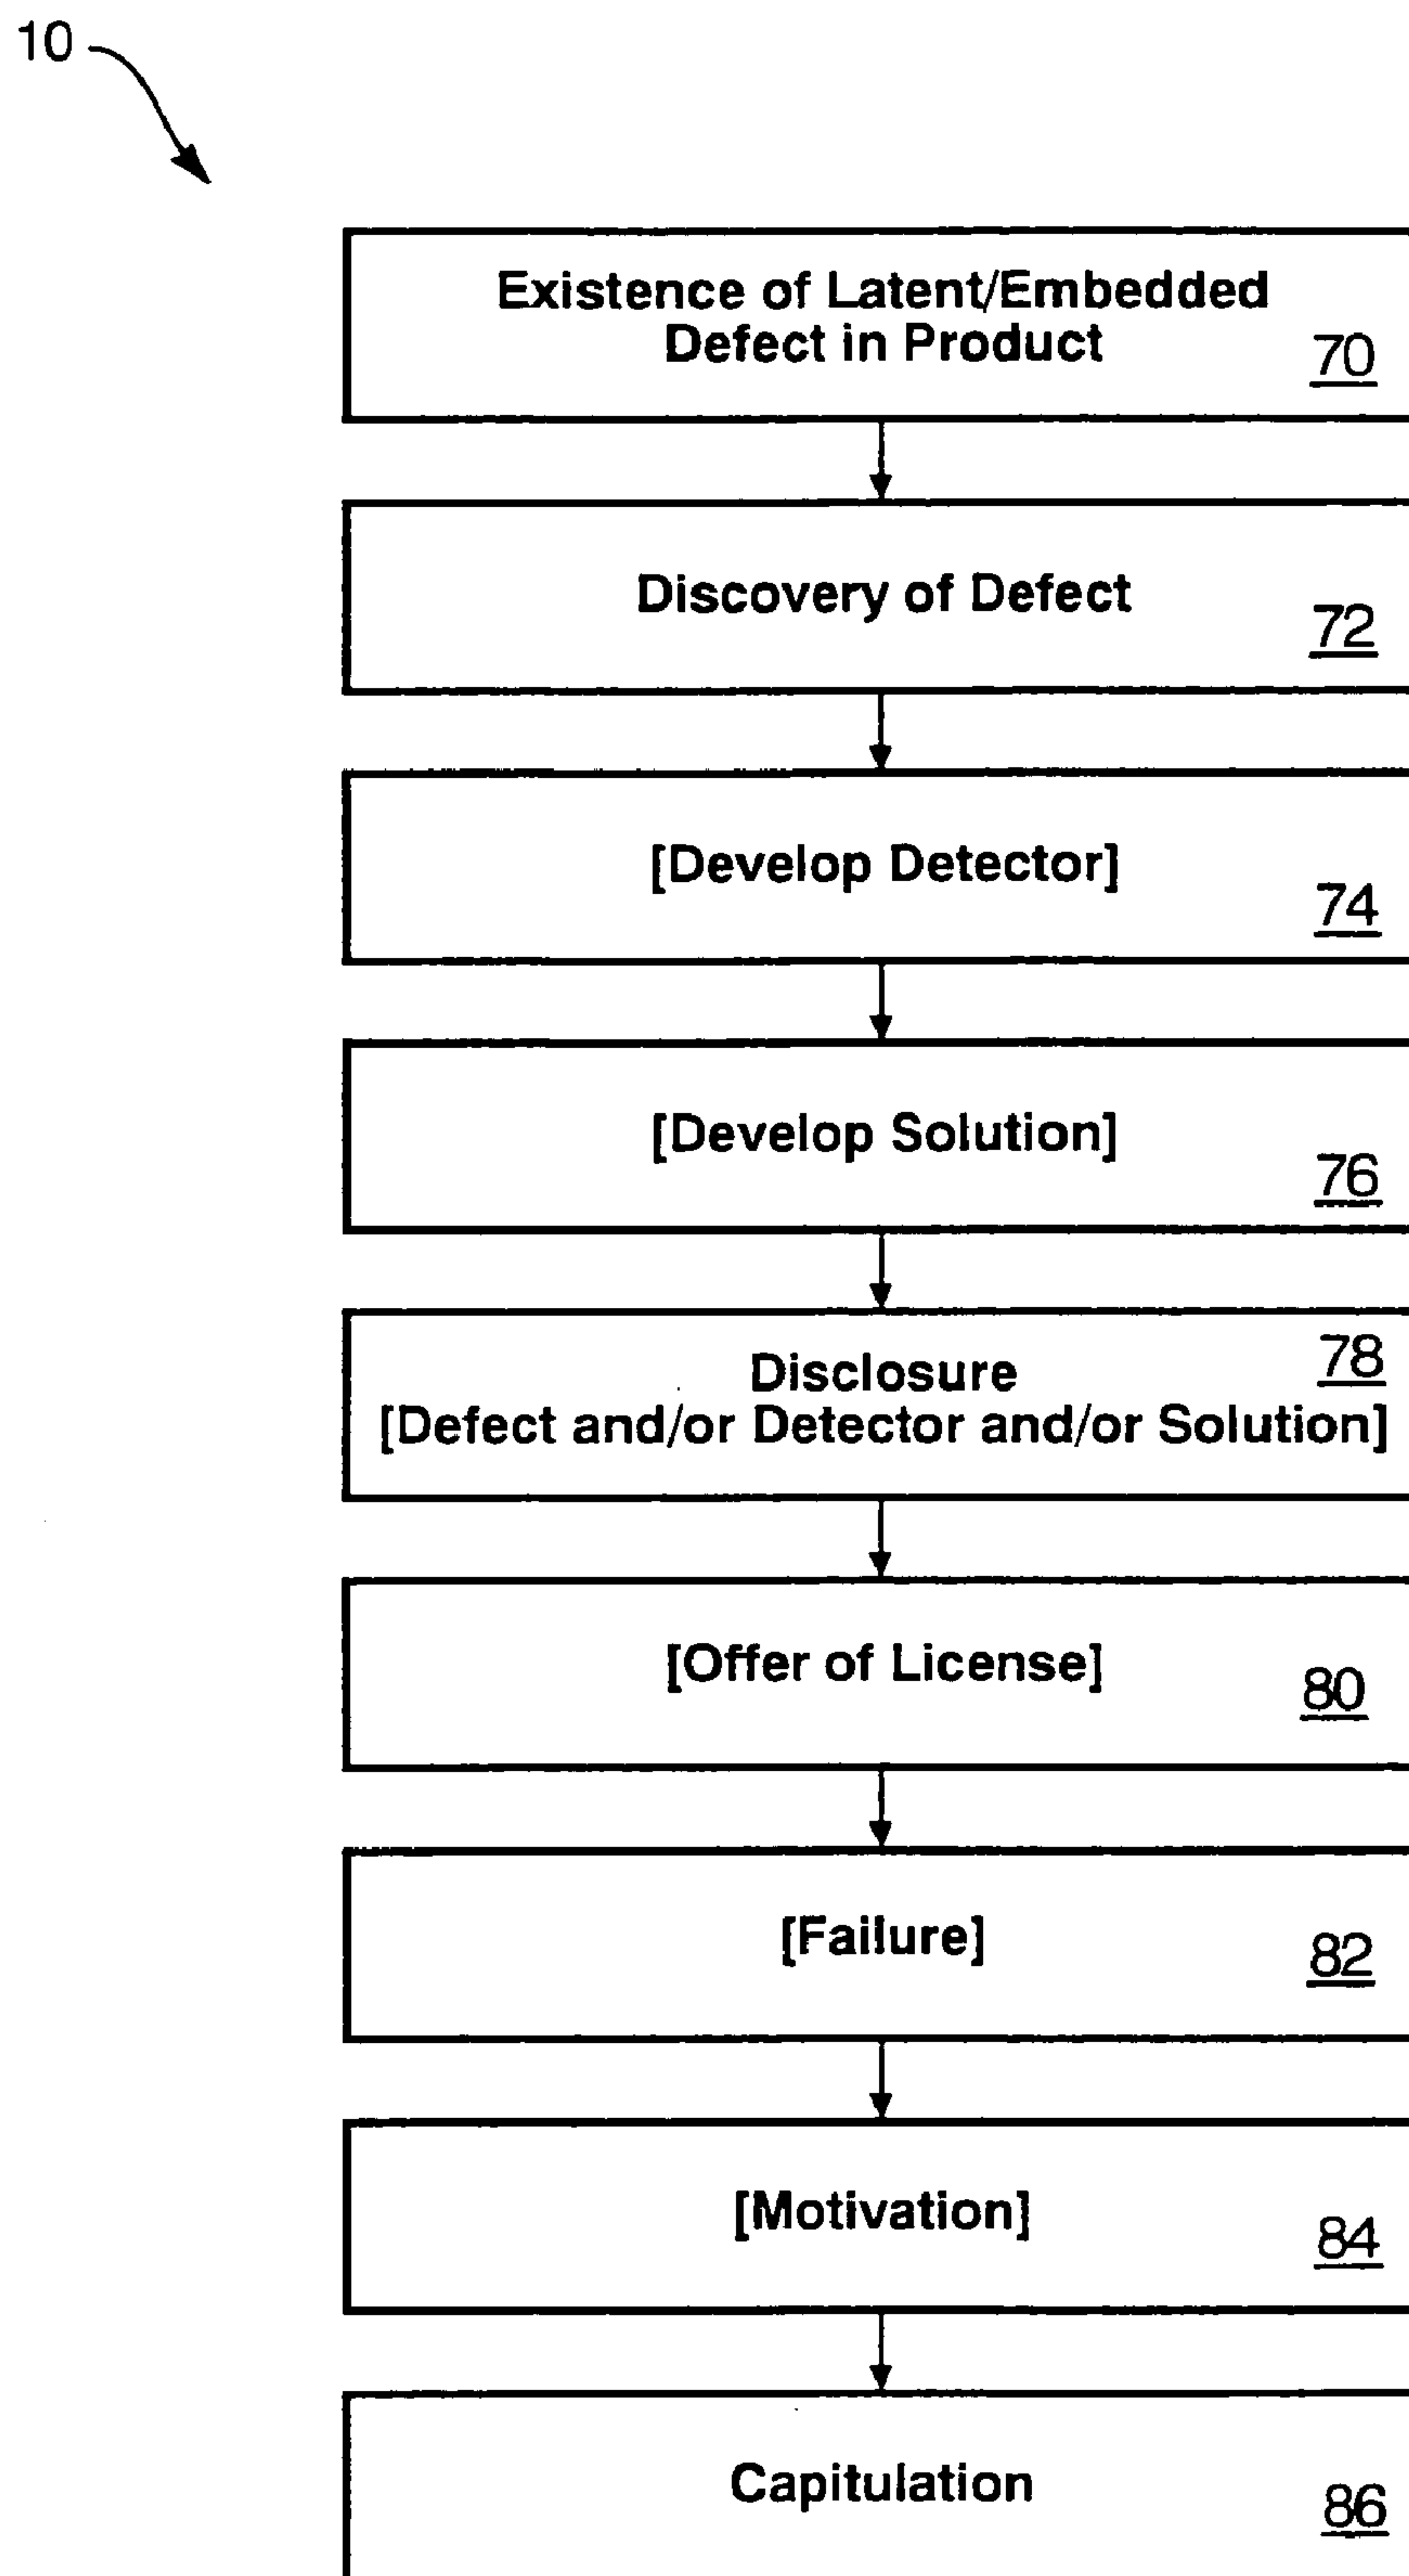 10
Existence of Latent/Embedded
Defect in Product
70
Discovery of Defect
72
[Develop Detector]
74
[Develop Solution]
76
Disclosure
78
[Defect and/or Detector and/or Solution]
[Offer of License]
80
[Failure]
82
[Motivation]
84
Capitulation
86